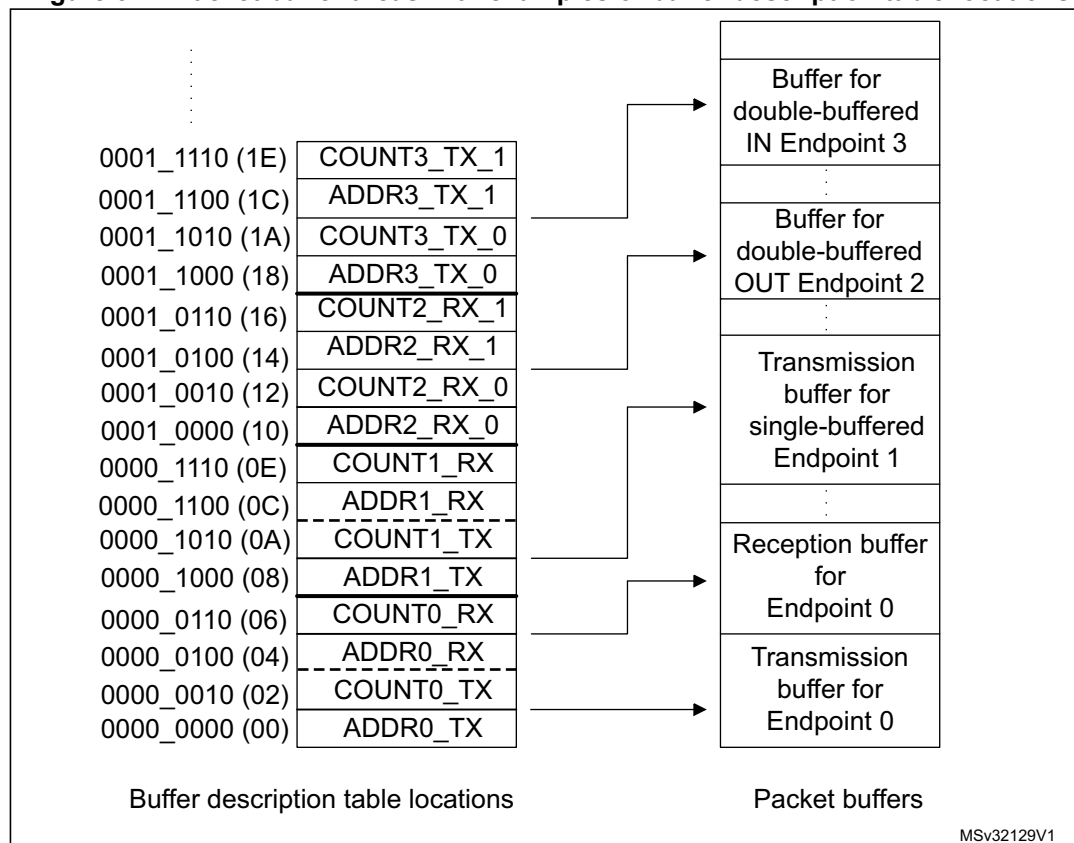 0001_1110 (1E) COUNT3_TX_1
0001_1100 (1C) ADDR3_TX_1
0001_1010 (1A) COUNT3_TX_0
0001_1000 (18) ADDR3_TX_0
0001_0110 (16) COUNT2_RX_1
0001_0100 (14) ADDR2_RX_1
0001_0010 (12) COUNT2_RX_0
0001_0000 (10) ADDR2_RX_0
0000_1110 (0E) COUNT1_RX
0000_1100 (0C) ADDR1_RX
0000_1010 (0A) COUNT1_TX
0000_1000 (08) ADDR1_TX
0000_0110 (06) COUNT0_RX
0000_0100 (04) ADDR0_RX
0000_0010 (02) COUNT0_TX
0000_0000 (00) ADDR0_TX
Buffer description table locations
Buffer for
double-buffered
IN Endpoint 3
Buffer for
double-buffered
OUT Endpoint 2
Transmission
buffer for
single-buffered
Endpoint 1
Reception buffer
for
Endpoint 0
Transmission
buffer for
Endpoint 0
Packet buffers
MSv32129V1